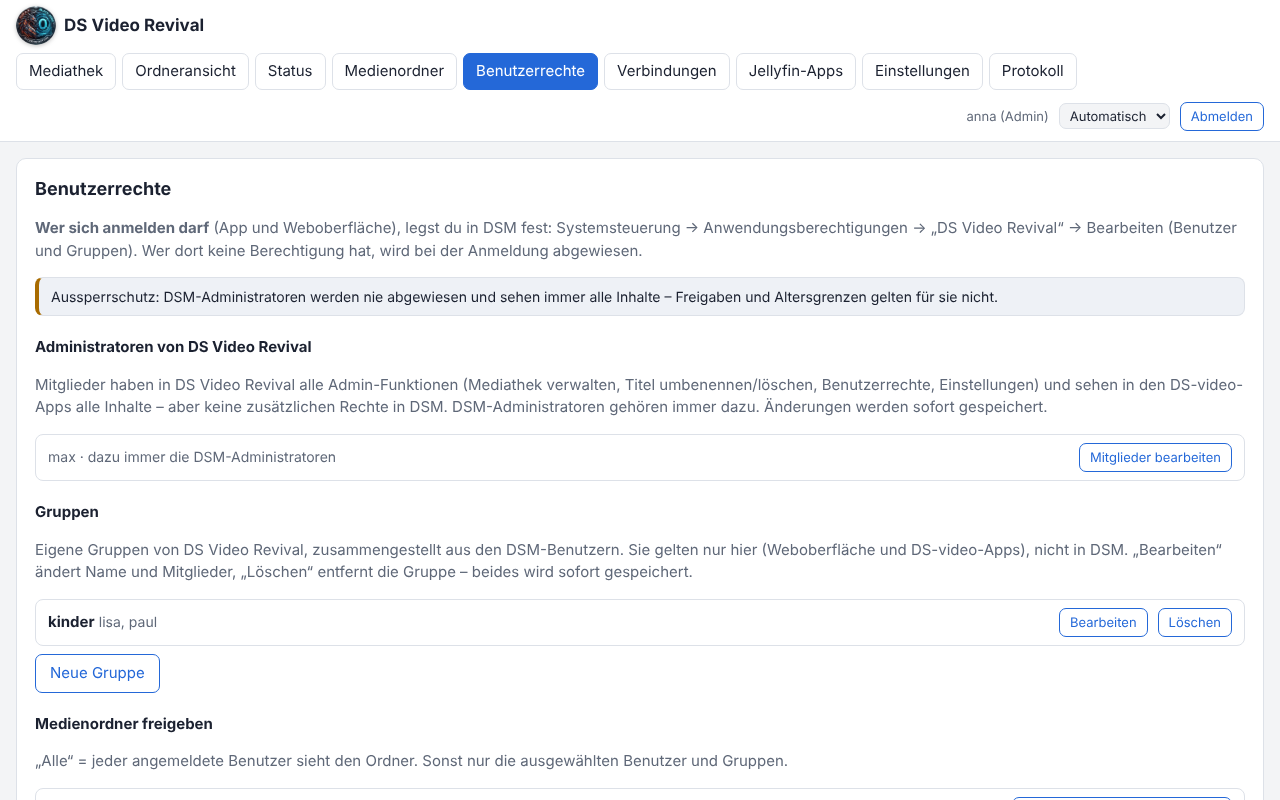 DS Video Revival
Mediathek
Ordneransicht
Status
Medienordner
Benutzerrechte
Verbindungen
Jellyfin-Apps
Einstellungen
Protokoll
anna (Admin)
Automatisch
Abmelden
Benutzerrechte
Wer sich anmelden darf (App und Weboberfläche), legst du in DSM fest: Systemsteuerung → Anwendungsberechtigungen → „DS Video Revival“ → Bearbeiten (Benutzer
und Gruppen). Wer dort keine Berechtigung hat, wird bei der Anmeldung abgewiesen.
Aussperrschutz: DSM-Administratoren werden nie abgewiesen und sehen immer alle Inhalte – Freigaben und Altersgrenzen gelten für sie nicht.
Administratoren von DS Video Revival
Mitglieder haben in DS Video Revival alle Admin-Funktionen (Mediathek verwalten, Titel umbenennen/löschen, Benutzerrechte, Einstellungen) und sehen in den DS-video-
Apps alle Inhalte – aber keine zusätzlichen Rechte in DSM. DSM-Administratoren gehören immer dazu. Änderungen werden sofort gespeichert.
max · dazu immer die DSM-Administratoren
Mitglieder bearbeiten
Gruppen
Eigene Gruppen von DS Video Revival, zusammengestellt aus den DSM-Benutzern. Sie gelten nur hier (Weboberfläche und DS-video-Apps), nicht in DSM. „Bearbeiten“
ändert Name und Mitglieder, „Löschen“ entfernt die Gruppe – beides wird sofort gespeichert.
kinder lisa, paul
Bearbeiten
Löschen
Neue Gruppe
Medienordner freigeben
„Alle“ = jeder angemeldete Benutzer sieht den Ordner. Sonst nur die ausgewählten Benutzer und Gruppen.